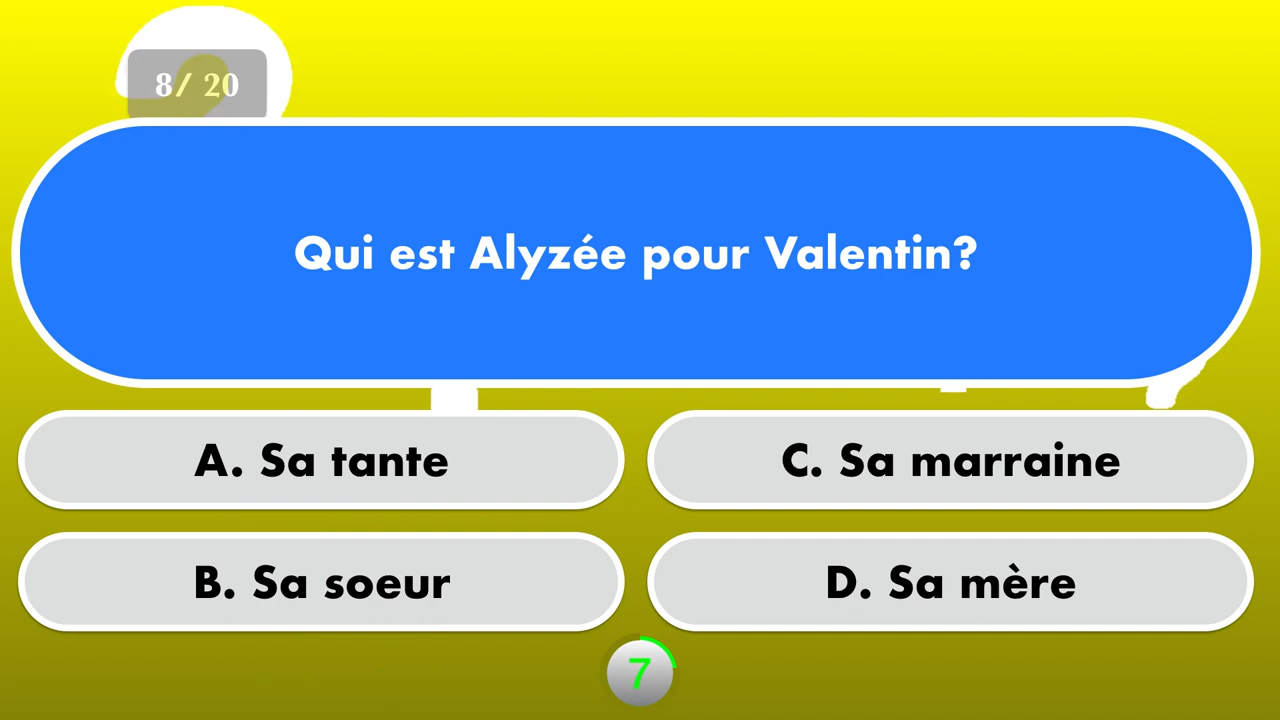 8/ 20
Qui est Alyzée pour Valentin?
A. Sa tante
C. Sa marraine
B. Sa soeur
D. Sa mère
7